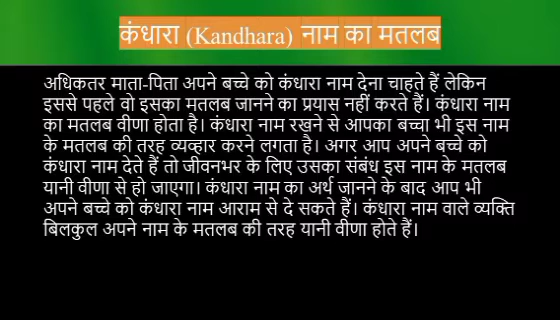 कंधारा (Kandhara) नाम का मतलब
अधिकतर माता-पिता अपने बच्चे को कंधारा नाम देना चाहते हैं लेकिन
इससे पहले वो इसका मतलब जानने का प्रयास नहीं करते हैं। कंधारा नाम
का मतलब वीणा होता है। कंधारा नाम रखने से आपका बच्चा भी इस नाम
के मतलब की तरह व्यव्हार करने लगता है। अगर आप अपने बच्चे को
कंधारा नाम देते हैं तो जीवनभर के लिए उसका संबंध इस नाम के मतलब
यानी वीणा से हो जाएगा। कंधारा नाम का अर्थ जानने के बाद आप भी
अपने बच्चे को कंधारा नाम आराम से दे सकते हैं। कंधारा नाम वाले व्यक्ति
बिलकुल अपने नाम के मतलब की तरह यानी वीणा होते हैं।